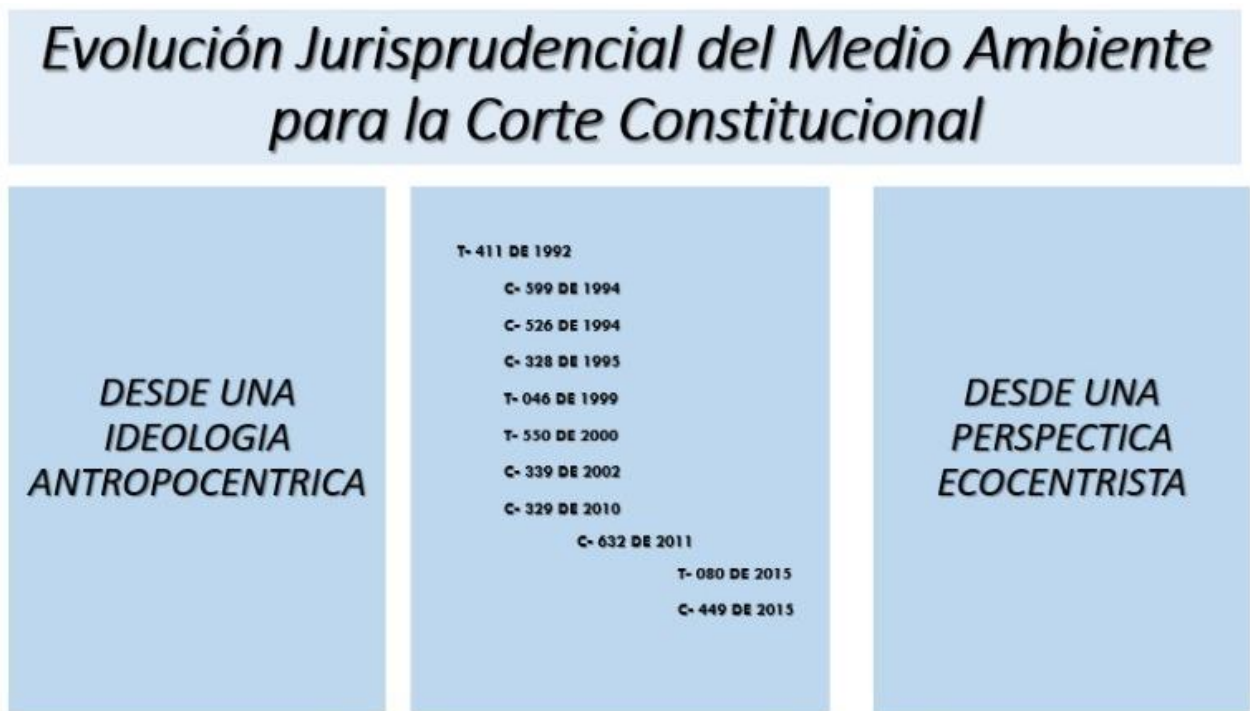 Evolución Jurisprudencial del Medio Ambiente
para la Corte Constitucional
DESDE UNA
IDEOLOGIA
ANTROPOCENTRICA
T- 411 DE 1992
C- 599 DE 1994
C- 526 DE 1994
C- 328 DE 1995
T- 046 DE 1999
T- 550 DE 2000
C- 339 DE 2002
C- 329 DE 2010
C- 632 DE 2011
T- 080 DE 2015
C- 449 DE 2015
DESDE UNA
PERSPECTICA
ECOCENTRISTA